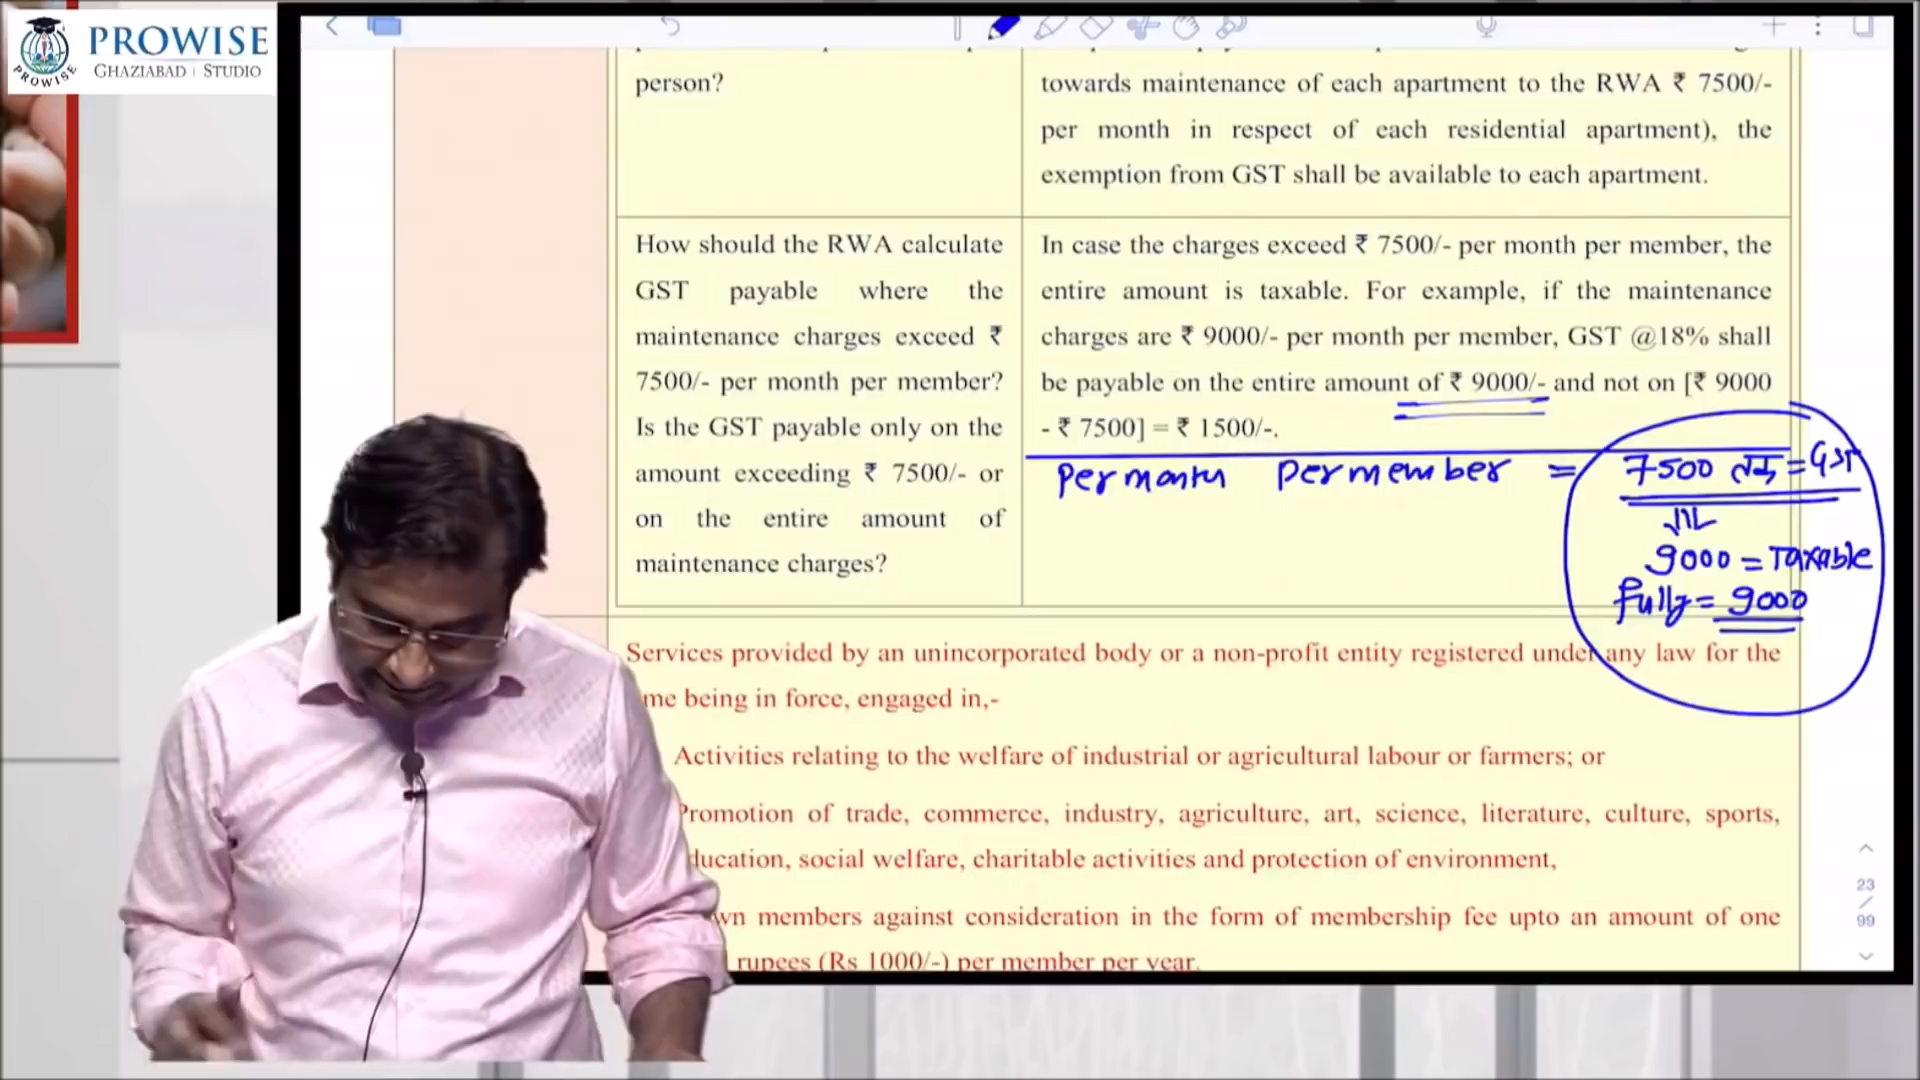 PROWISE
GHAZIABAD | STUDIO
PROWISE
person?
towards maintenance of each apartment to the RWA ₹ 7500/-
per month in respect of each residential apartment), the
exemption from GST shall be available to each apartment.
How should the RWA calculate
GST payable where the
maintenance charges exceed ₹
7500/- per month per member?
Is the GST payable only on the
amount exceeding ₹ 7500/- or
on the entire amount of
maintenance charges?
In case the charges exceed ₹ 7500/- per month per member, the
entire amount is taxable. For example, if the maintenance
charges are ₹ 9000/- per month per member, GST @18% shall
be payable on the entire amount of ₹ 9000/- and not on [₹ 9000
- ₹ 7500] = ₹ 1500/-.
Per month Per member = 7500 तक = GST
NIL
9000 = Taxable
fully = 9000
Services provided by an unincorporated body or a non-profit entity registered under any law for the
me being in force, engaged in,-
Activities relating to the welfare of industrial or agricultural labour or farmers; or
Promotion of trade, commerce, industry, agriculture, art, science, literature, culture, sports,
ducation, social welfare, charitable activities and protection of environment,
wn members against consideration in the form of membership fee upto an amount of one
rupees (Rs 1000/-) per member per year.
23
/
99